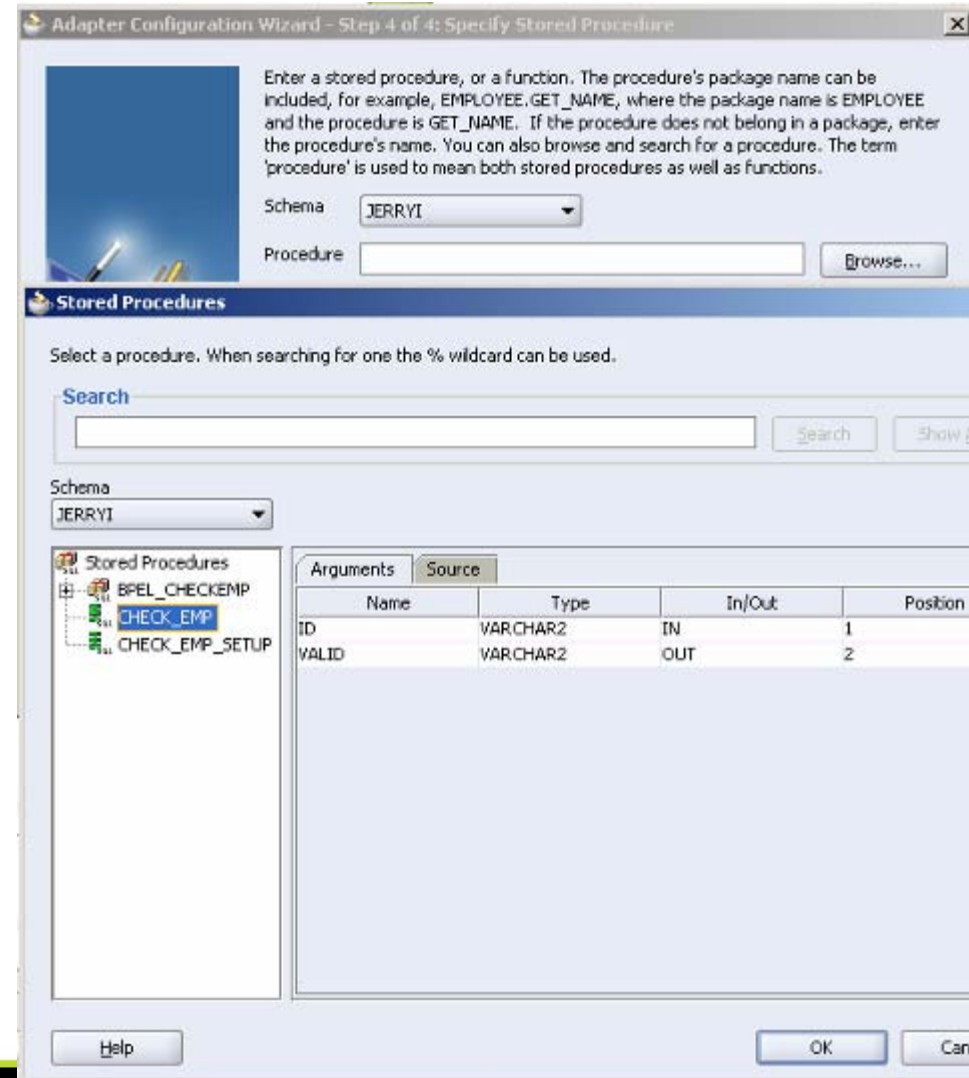 Adapter Configuration Wizard - Step 4 of 4: Specify Stored Procedure
Enter a stored procedure, or a function. The procedure's package name can be
included, for example, EMPLOYEE.GET_NAME, where the package name is EMPLOYEE
and the procedure is GET_NAME. If the procedure does not belong in a package, enter
the procedure's name. You can also browse and search for a procedure. The term
'procedure' is used to mean both stored procedures as well as functions.
Schema JERRYI
Procedure Browse...
Stored Procedures
Select a procedure. When searching for one the % wildcard can be used.
Search
Search Show
Schema
JERRYI
Stored Procedures
BPEL_CHECKEMP
CHECK_EMP
CHECK_EMP_SETUP
Arguments Source
Name Type In/Out Position
ID VARCHAR2 IN 1
VALID VARCHAR2 OUT 2
Help OK Can